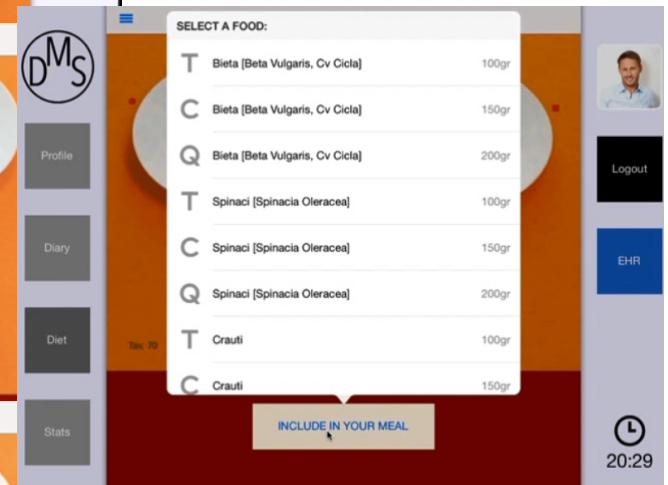 DMS
Profile
Diary
Diet
Stats
SELECT A FOOD:
T Bieta [Beta Vulgaris, Cv Cicla] 100gr
C Bieta [Beta Vulgaris, Cv Cicla] 150gr
Q Bieta [Beta Vulgaris, Cv Cicla] 200gr
T Spinaci [Spinacia Oleracea] 100gr
C Spinaci [Spinacia Oleracea] 150gr
Q Spinaci [Spinacia Oleracea] 200gr
T Crauti 100gr
C Crauti 150gr
70
INCLUDE IN YOUR MEAL
Logout
EHR
20:29